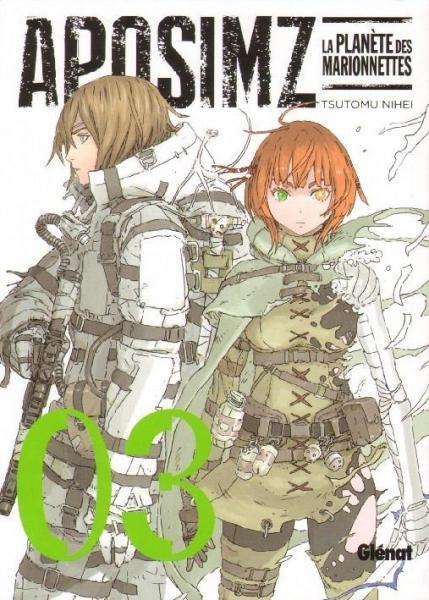 APOSIMZ
LA PLANÈTE DES
MARIONNETTES
TSUTOMU NIHEI
03
Glénat